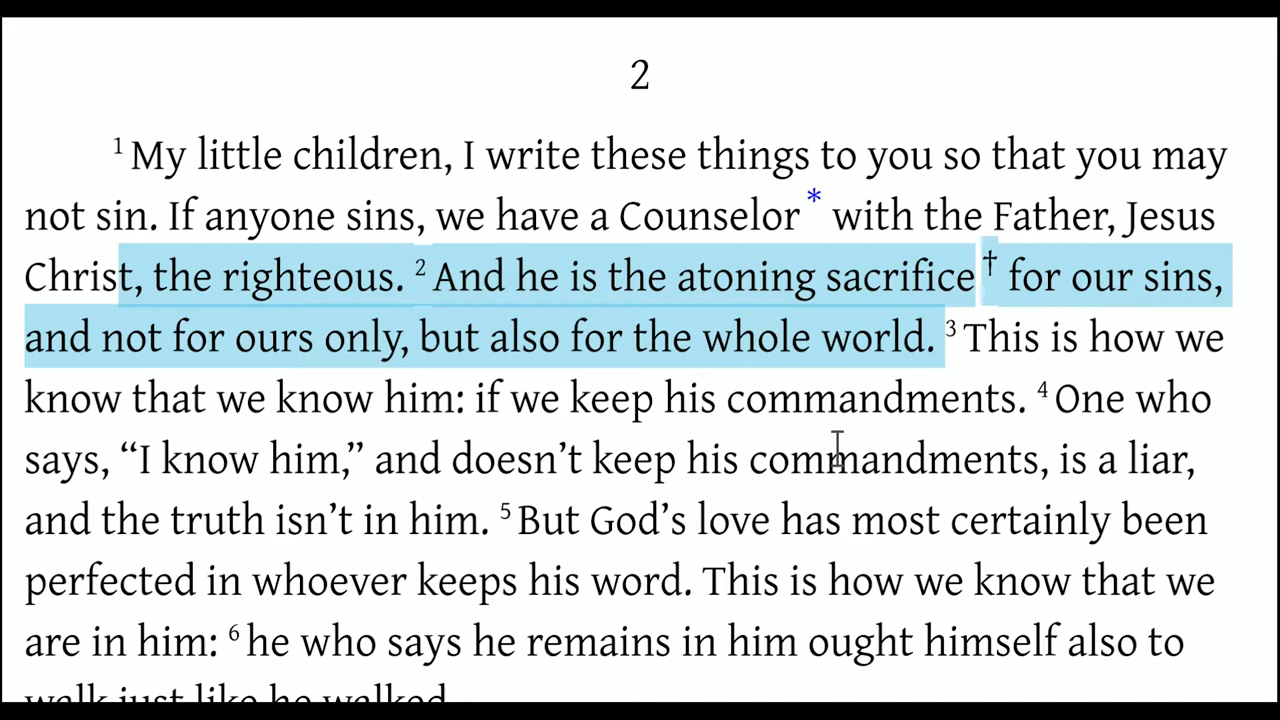 2
1 My little children, I write these things to you so that you may
not sin. If anyone sins, we have a Counselor * with the Father, Jesus
Christ, the righteous. 2 And he is the atoning sacrifice † for our sins,
and not for ours only, but also for the whole world. 3 This is how we
know that we know him: if we keep his commandments. 4 One who
says, “I know him,” and doesn’t keep his commandments, is a liar,
and the truth isn’t in him. 5 But God’s love has most certainly been
perfected in whoever keeps his word. This is how we know that we
are in him: 6 he who says he remains in him ought himself also to
walk just like he walked